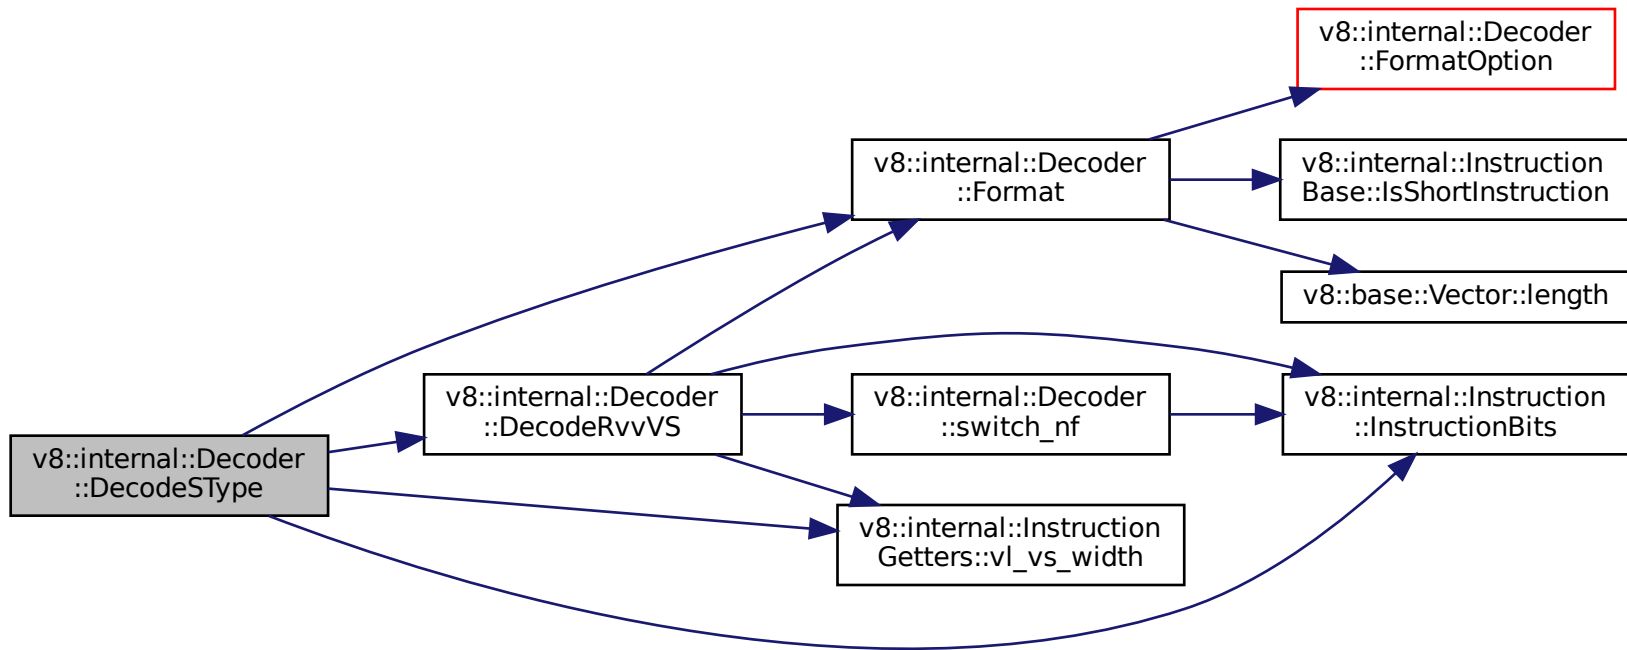 v8::internal::Decoder
::FormatOption
v8::internal::Decoder
::Format
v8::internal::Instruction
Base::IsShortInstruction
v8::base::Vector::length
v8::internal::Decoder
::DecodeRvvVS
v8::internal::Decoder
::switch_nf
v8::internal::Instruction
::InstructionBits
v8::internal::Decoder
::DecodeSType
v8::internal::Instruction
Getters::vl_vs_width